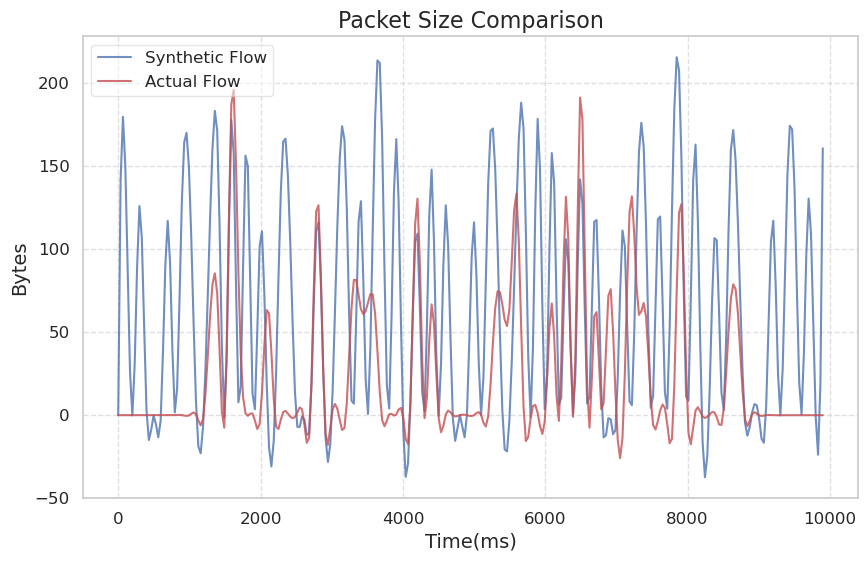 Packet Size Comparison
Synthetic Flow
Actual Flow
200
150
100
50
0
−50
Bytes
0 2000 4000 6000 8000 10000
Time(ms)